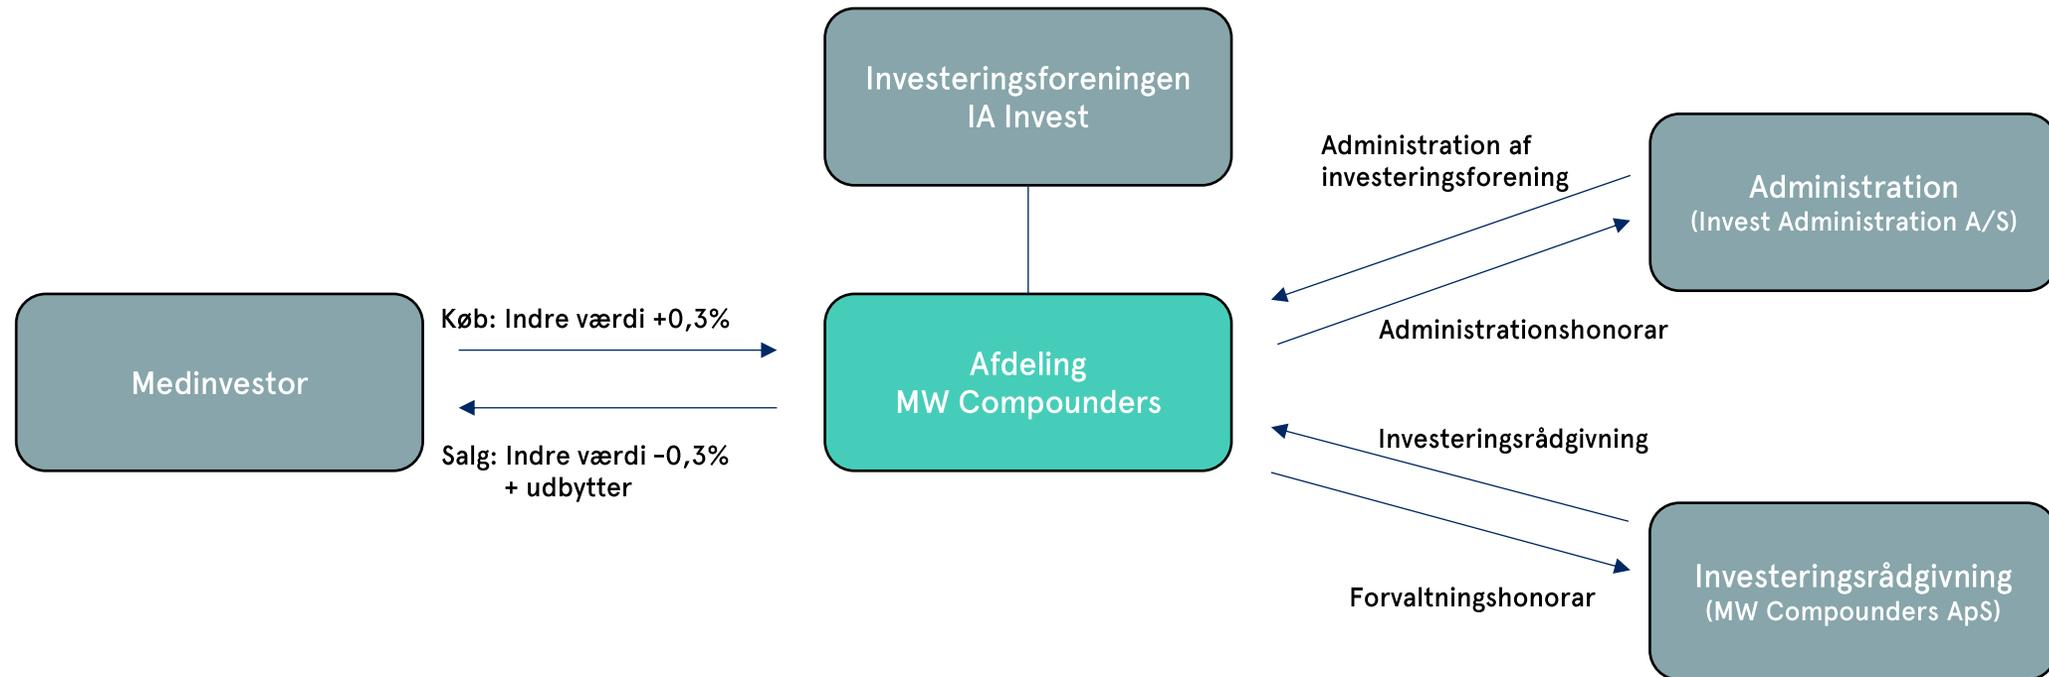 Investeringsforeningen
IA Invest
Administration af
investeringsforening
Administration
(Invest Administration A/S)
Køb: Indre værdi +0,3%
Administrationshonorar
Medinvestor
Afdeling
MW Compounders
Salg: Indre værdi -0,3%
+ udbytter
Investeringsrådgivning
Forvaltningshonorar
Investeringsrådgivning
(MW Compounders ApS)